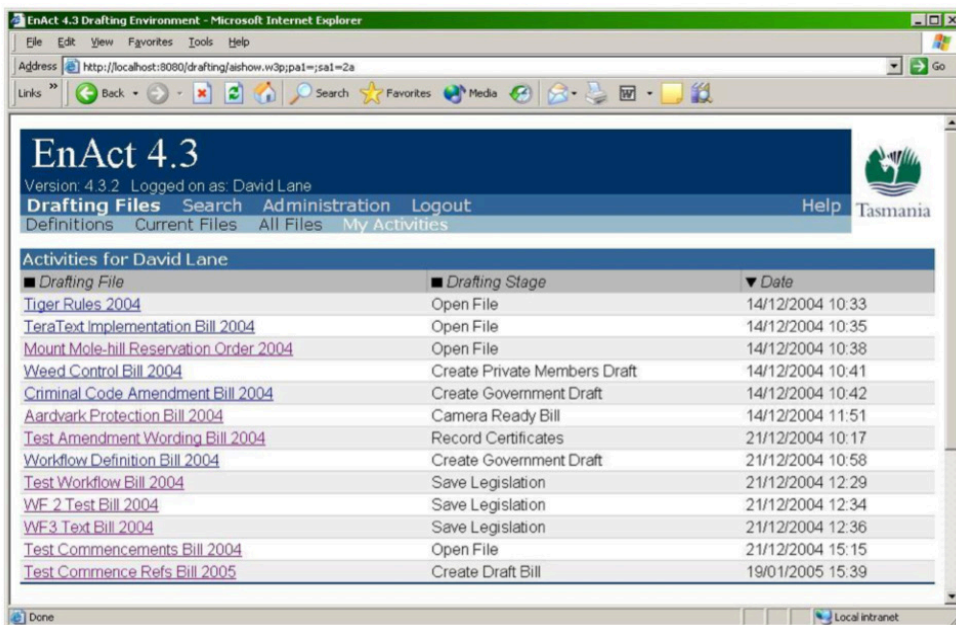 EnAct 4.3 Drafting Environment - Microsoft Internet Explorer
File Edit View Favorites Tools Help
Address http://localhost:8080/drafting/aishow.w3p;pa1=;sa1=2a Go
Links » Back Search Favorites Media
EnAct 4.3
Version: 4.3.2 Logged on as: David Lane
Drafting Files Search Administration Logout Help
Definitions Current Files All Files My Activities
Tasmania
Activities for David Lane
Drafting File Drafting Stage Date
Tiger Rules 2004 Open File 14/12/2004 10:33
TeraText Implementation Bill 2004 Open File 14/12/2004 10:35
Mount Mole-hill Reservation Order 2004 Open File 14/12/2004 10:38
Weed Control Bill 2004 Create Private Members Draft 14/12/2004 10:41
Criminal Code Amendment Bill 2004 Create Government Draft 14/12/2004 10:42
Aardvark Protection Bill 2004 Camera Ready Bill 14/12/2004 11:51
Test Amendment Wording Bill 2004 Record Certificates 21/12/2004 10:17
Workflow Definition Bill 2004 Create Government Draft 21/12/2004 10:58
Test Workflow Bill 2004 Save Legislation 21/12/2004 12:29
WF 2 Test Bill 2004 Save Legislation 21/12/2004 12:34
WF3 Text Bill 2004 Save Legislation 21/12/2004 12:36
Test Commencements Bill 2004 Open File 21/12/2004 15:15
Test Commence Refs Bill 2005 Create Draft Bill 19/01/2005 15:39
Done Local intranet